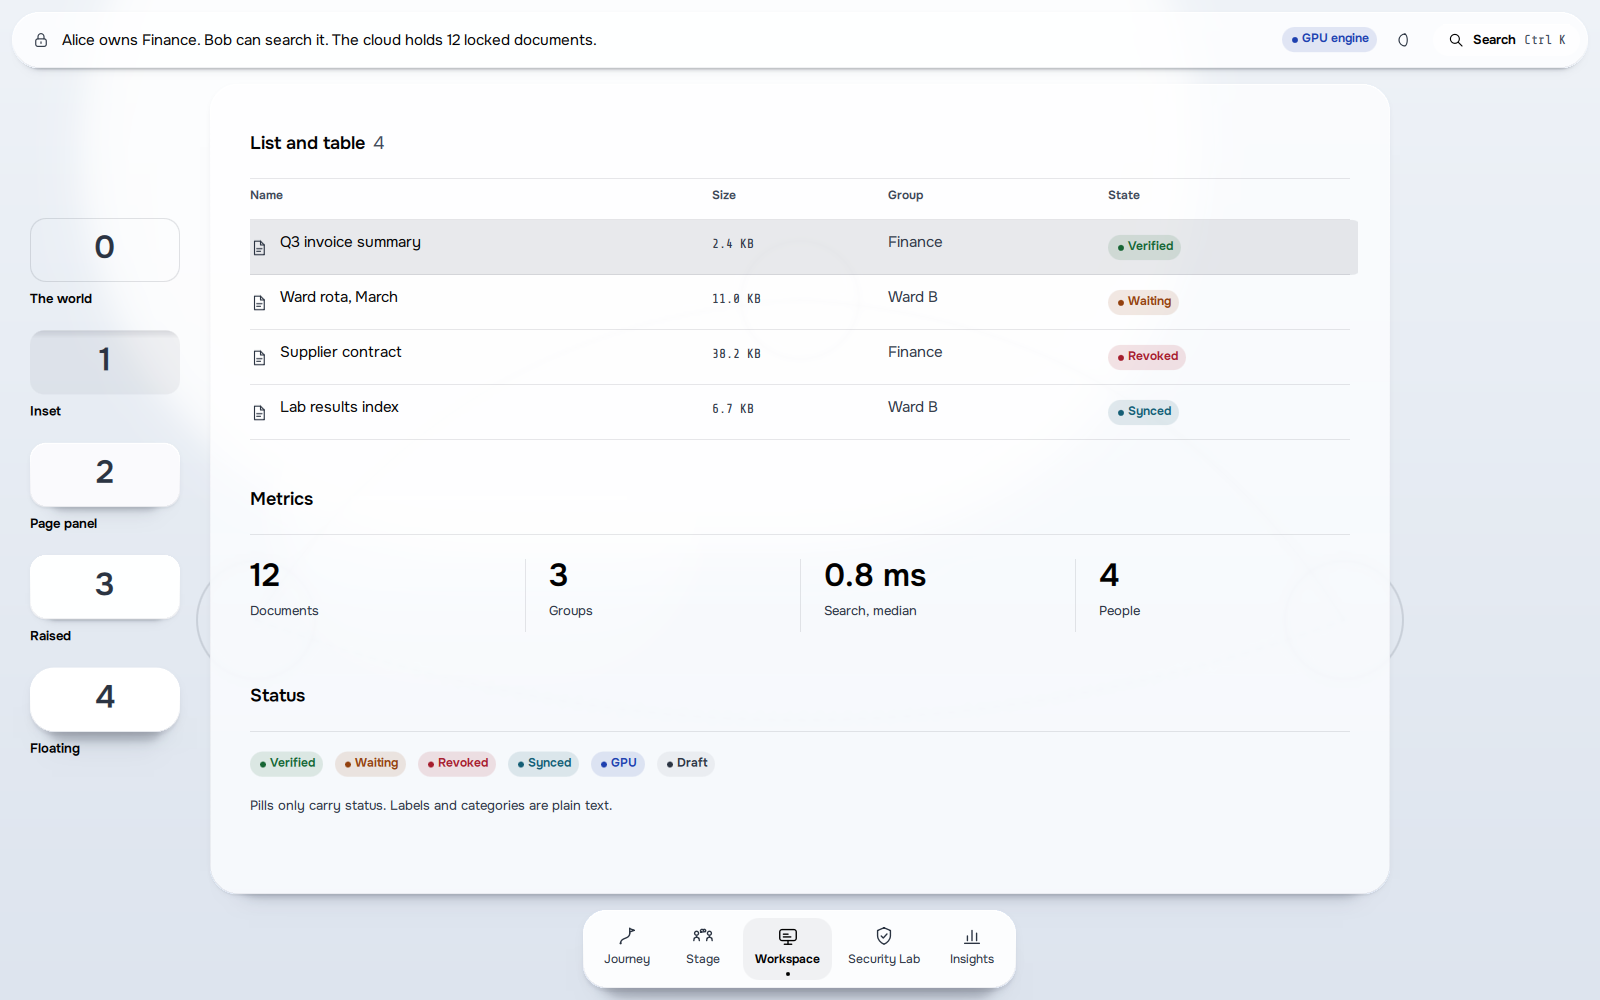 Alice owns Finance. Bob can search it. The cloud holds 12 locked documents.
GPU engine
Search Ctrl K
0
The world
1
Inset
2
Page panel
3
Raised
4
Floating
List and table 4
Name Size Group State
Q3 invoice summary 2.4 KB Finance Verified
Ward rota, March 11.0 KB Ward B Waiting
Supplier contract 38.2 KB Finance Revoked
Lab results index 6.7 KB Ward B Synced
Metrics
12 3 0.8 ms 4
Documents Groups Search, median People
Status
Verified Waiting Revoked Synced GPU Draft
Pills only carry status. Labels and categories are plain text.
Journey Stage Workspace Security Lab Insights